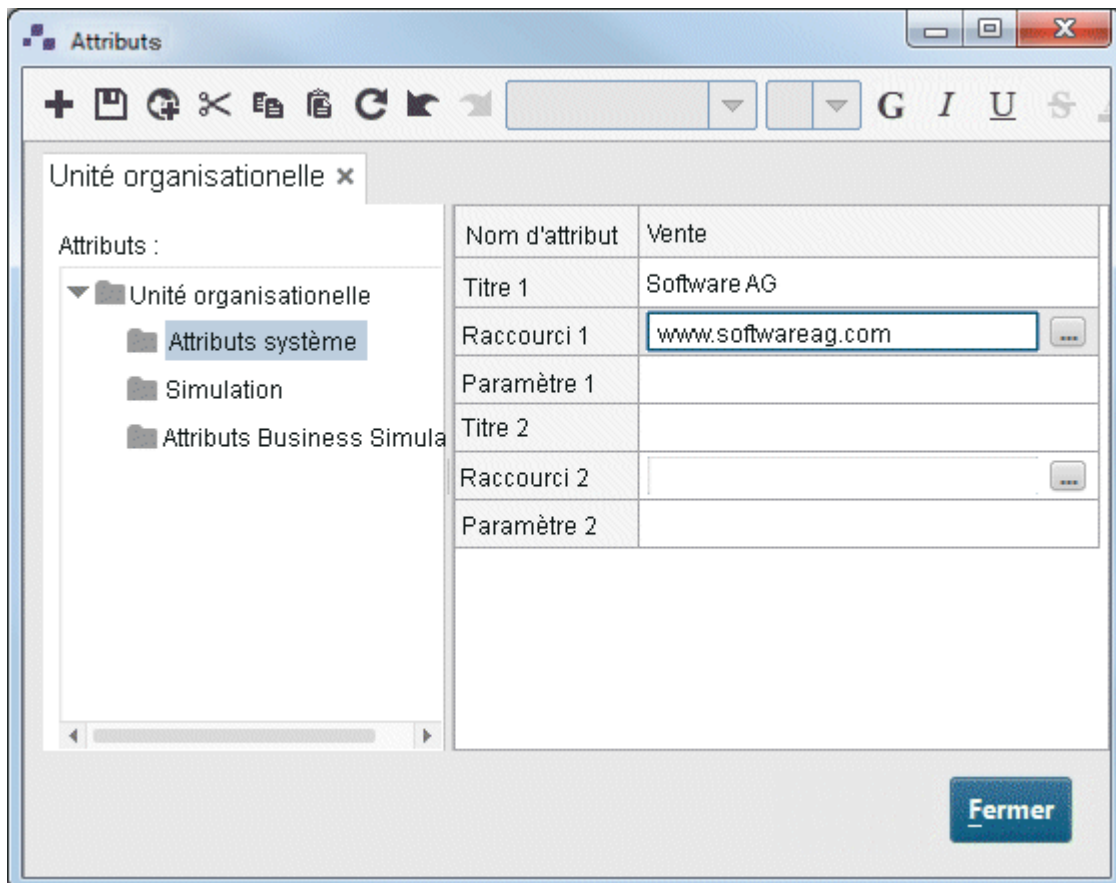 Attributs
G I U S
Unité organisationelle
Attributs :
Unité organisationelle
Attributs système
Simulation
Attributs Business Simula
Nom d'attribut Vente
Titre 1 Software AG
Raccourci 1 www.softwareag.com ...
Paramètre 1
Titre 2
Raccourci 2 ...
Paramètre 2
Fermer